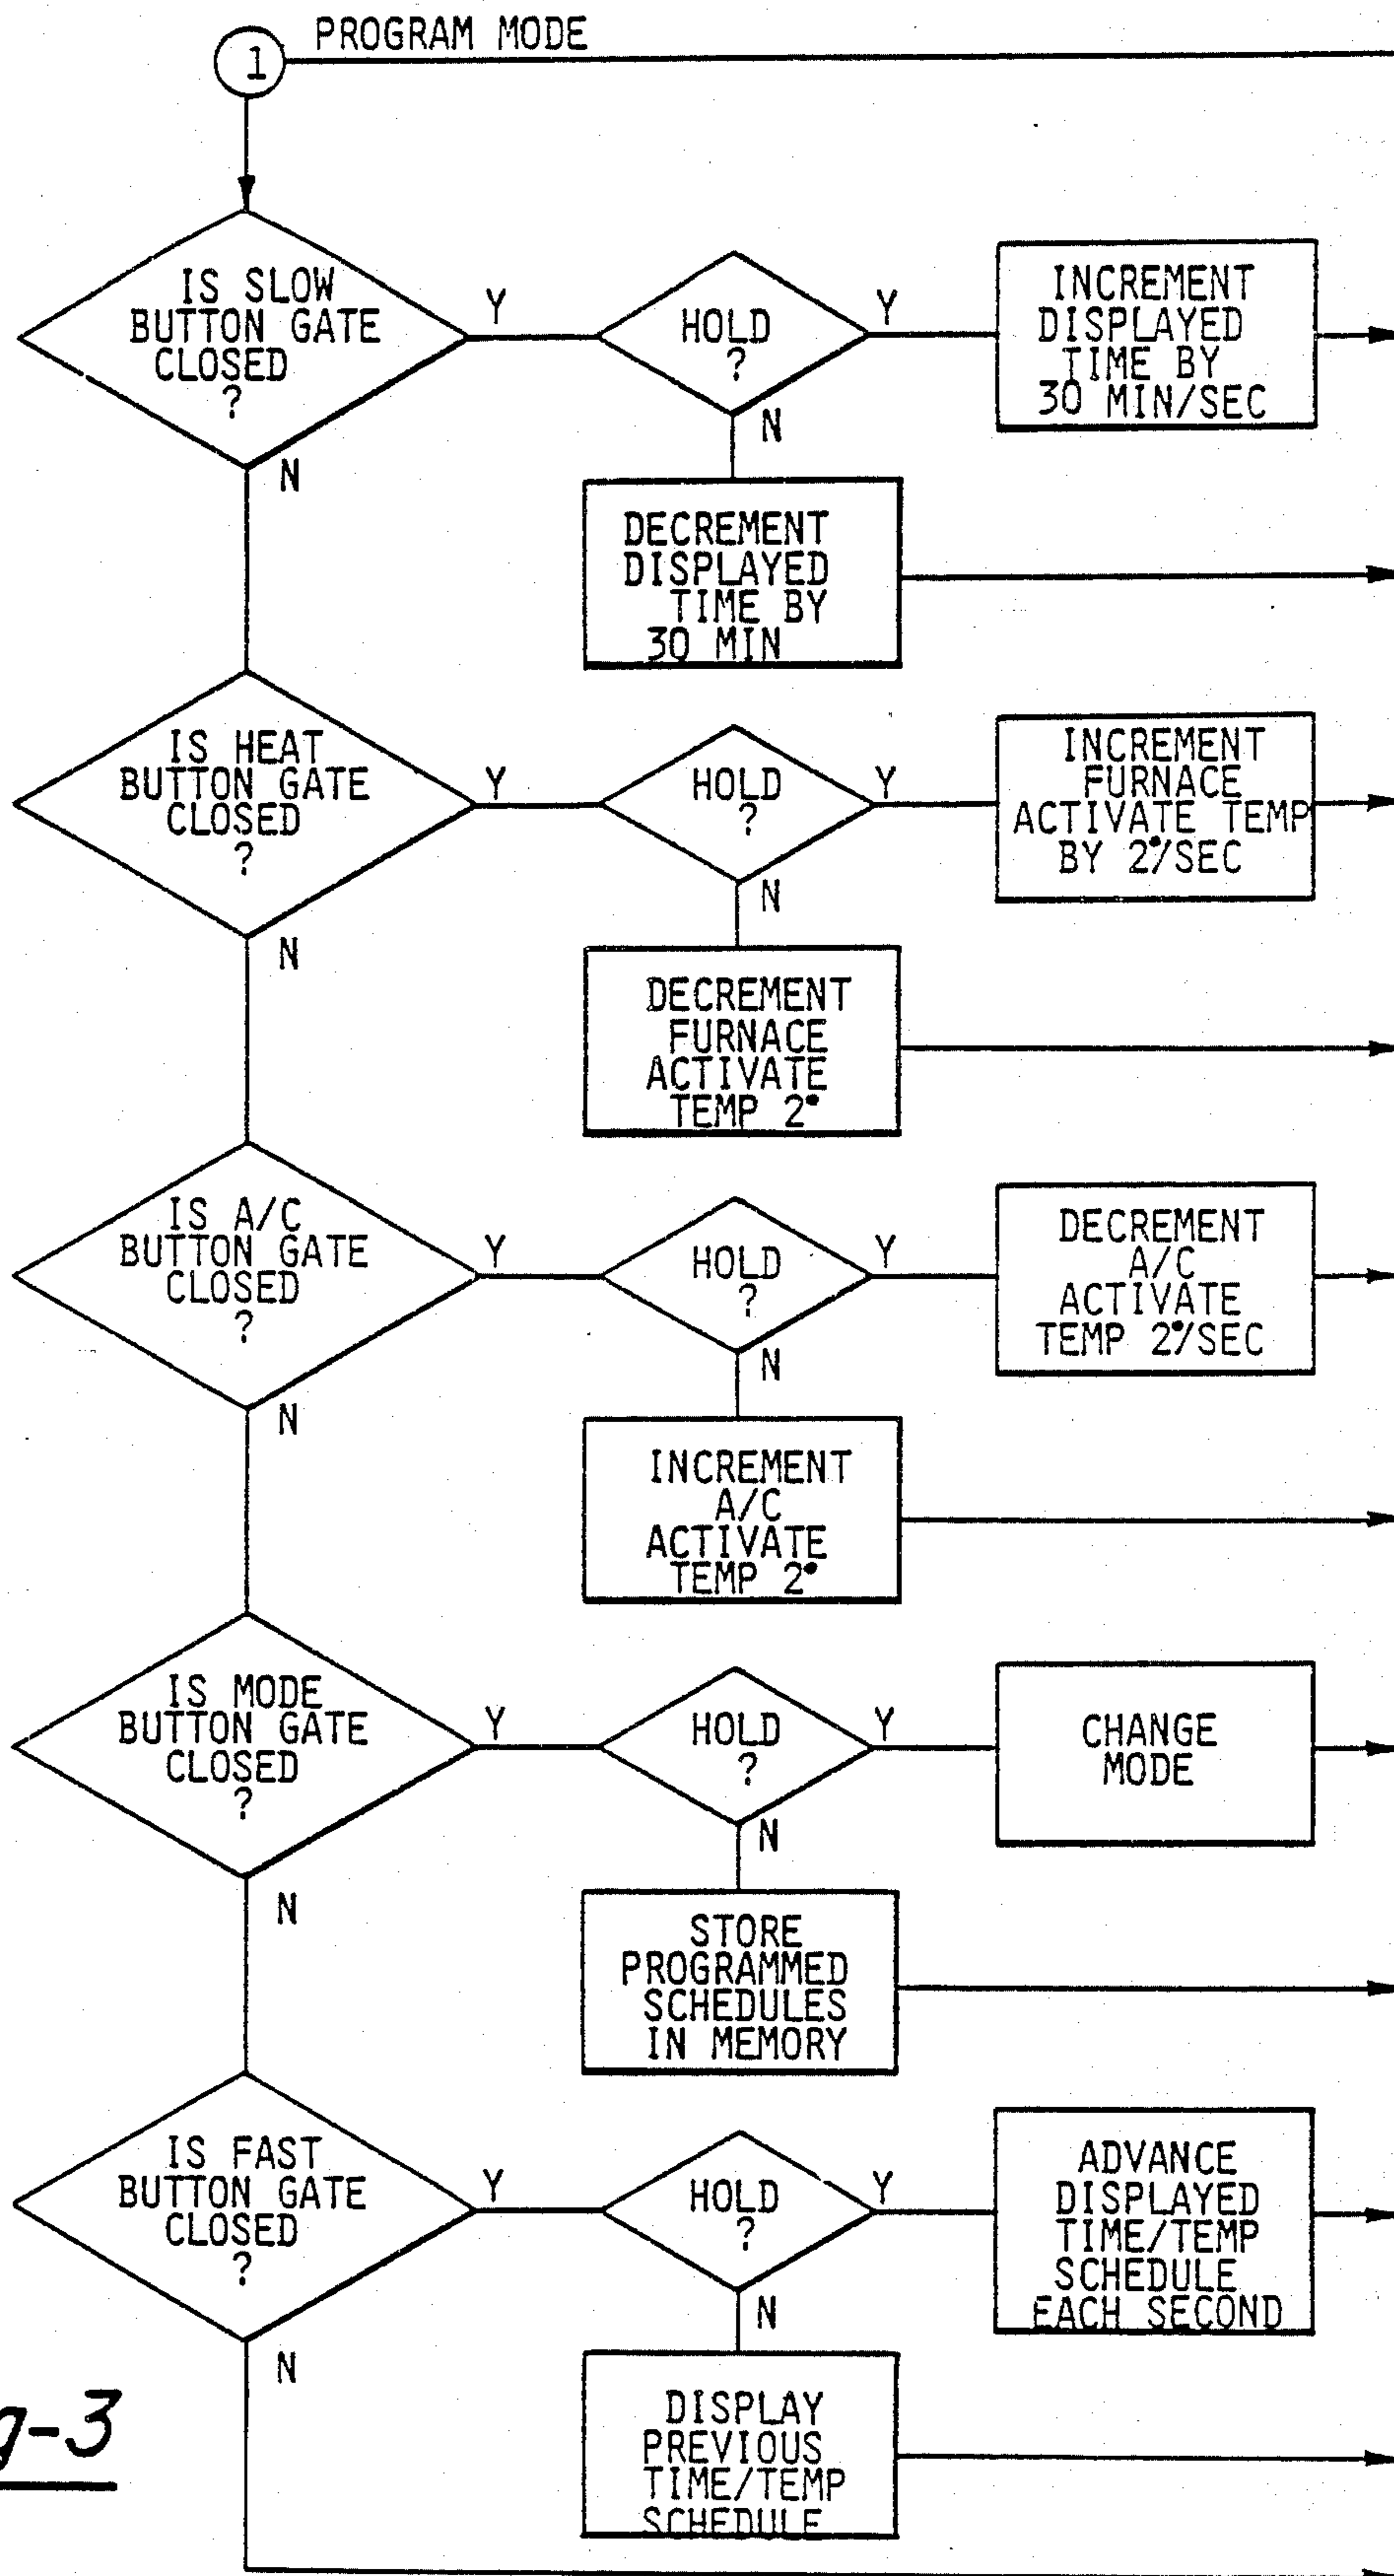 PROGRAM MODE
1
IS SLOW
BUTTON GATE
CLOSED
?
Y
N
HOLD
?
Y
N
INCREMENT
DISPLAYED
TIME BY
30 MIN/SEC
DECREMENT
DISPLAYED
TIME BY
30 MIN
IS HEAT
BUTTON GATE
CLOSED
?
Y
N
HOLD
?
Y
N
INCREMENT
FURNACE
ACTIVATE TEMP
BY 2°/SEC
DECREMENT
FURNACE
ACTIVATE
TEMP 2°
IS A/C
BUTTON GATE
CLOSED
?
Y
N
HOLD
?
Y
N
DECREMENT
A/C
ACTIVATE
TEMP 2°/SEC
INCREMENT
A/C
ACTIVATE
TEMP 2°
IS MODE
BUTTON GATE
CLOSED
?
Y
N
HOLD
?
Y
N
CHANGE
MODE
STORE
PROGRAMMED
SCHEDULES
IN MEMORY
IS FAST
BUTTON GATE
CLOSED
?
Y
N
HOLD
?
Y
N
ADVANCE
DISPLAYED
TIME/TEMP
SCHEDULE
EACH SECOND
DISPLAY
PREVIOUS
TIME/TEMP
SCHEDULE
g-3